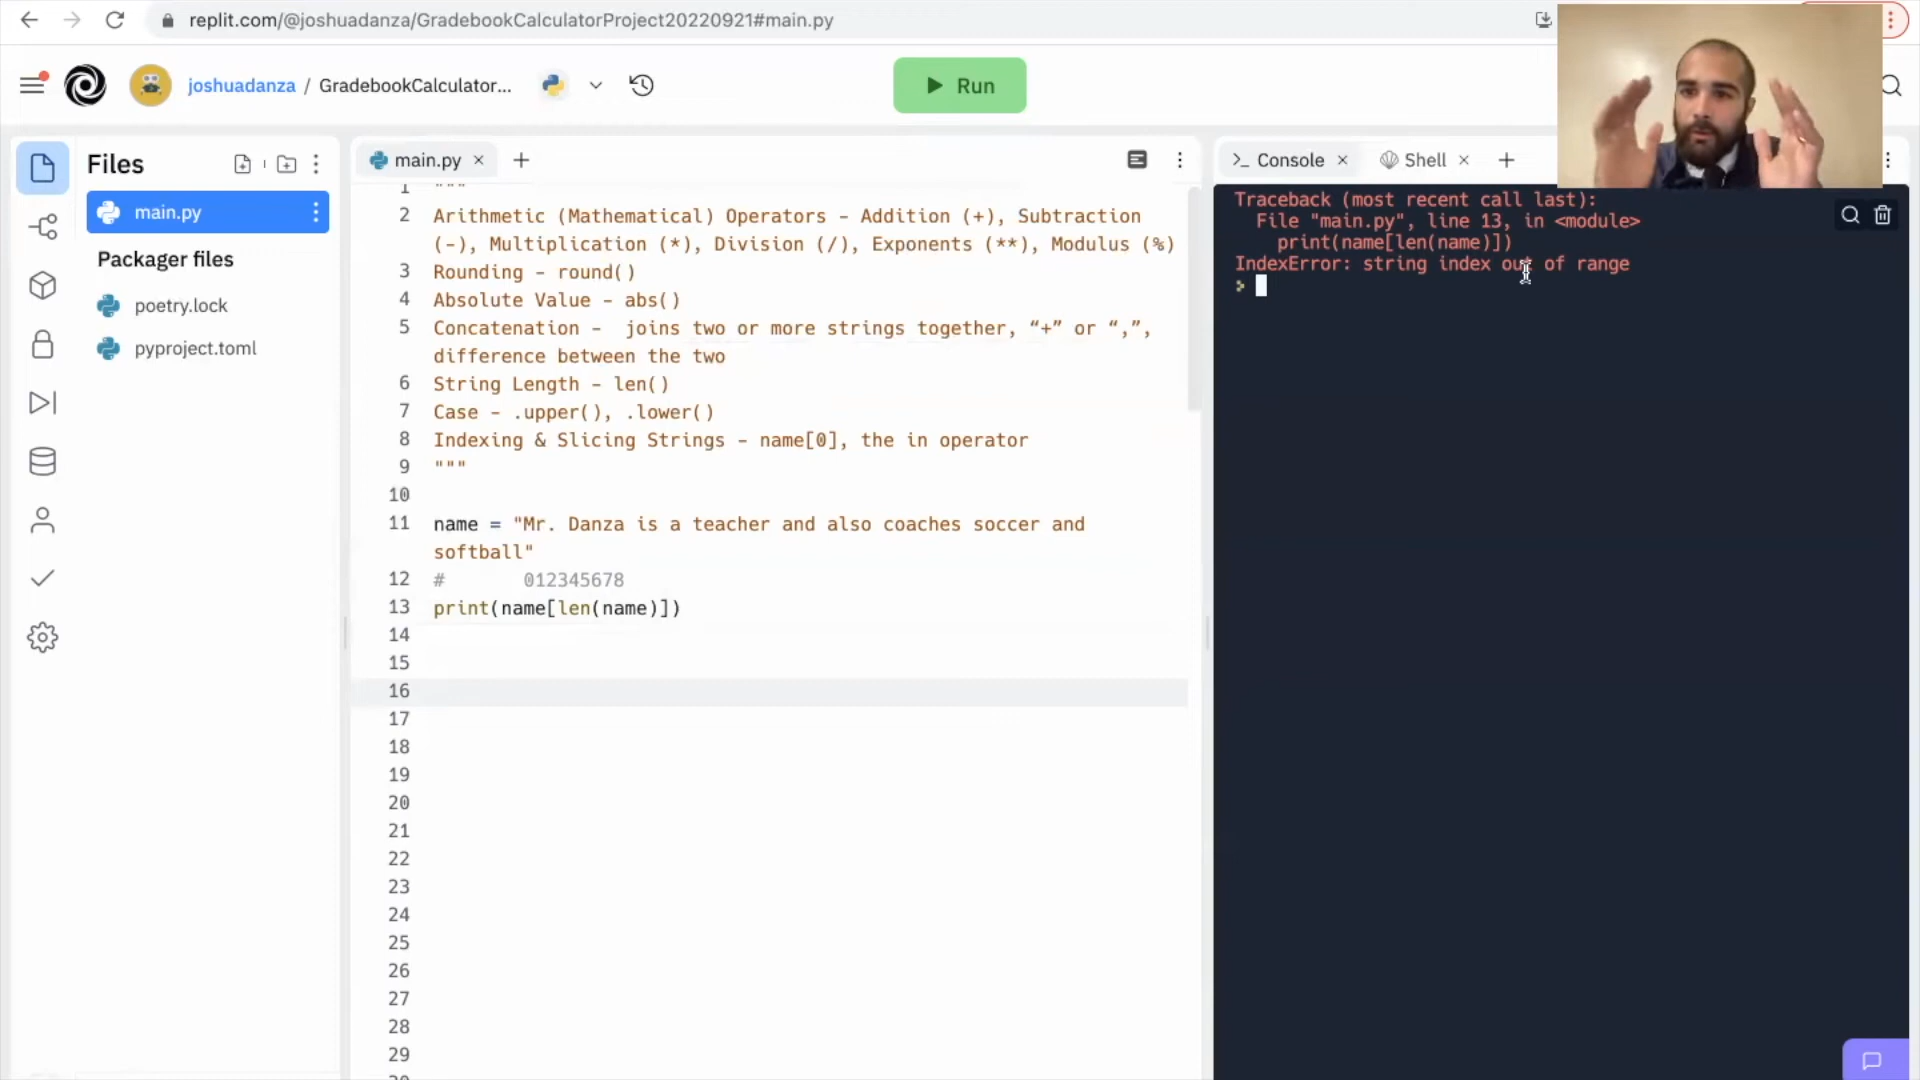 replit.com/@joshuadanza/GradebookCalculatorProject20220921#main.py
joshuadanza / GradebookCalculator...
Run
Files
main.py
Packager files
poetry.lock
pyproject.toml
main.py
1 """
2 Arithmetic (Mathematical) Operators - Addition (+), Subtraction
(-), Multiplication (*), Division (/), Exponents (**), Modulus (%)
3 Rounding - round()
4 Absolute Value - abs()
5 Concatenation -  joins two or more strings together, “+” or “,”,
difference between the two
6 String Length - len()
7 Case - .upper(), .lower()
8 Indexing & Slicing Strings - name[0], the in operator
9 """
10
11 name = "Mr. Danza is a teacher and also coaches soccer and
softball"
12 #       012345678
13 print(name[len(name)])
14
15
16
17
18
19
20
21
22
23
24
25
26
27
28
29
Console
Shell
Traceback (most recent call last):
File "main.py", line 13, in <module>
print(name[len(name)])
IndexError: string index out of range